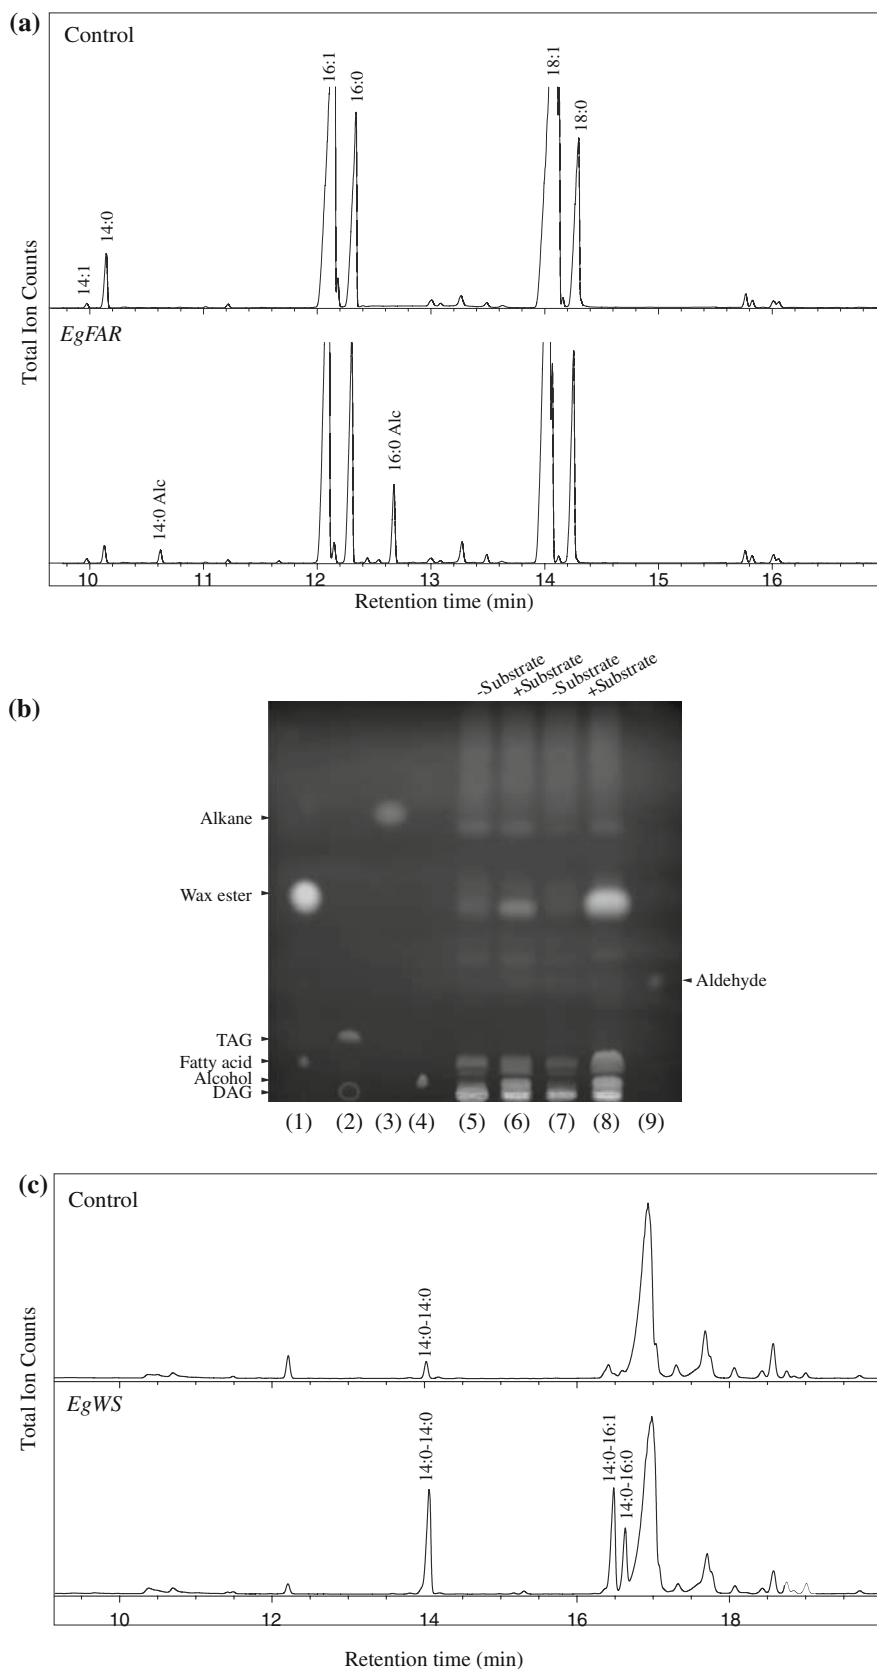 (a)
Control
14:1
14:0
16:1
16:0
18:1
18:0
EgFAR
14:0 Alc
16:0 Alc
Total Ion Counts
10 11 12 13 14 15 16
Retention time (min)
(b)
-Substrate
+Substrate
-Substrate
+Substrate
Alkane
Wax ester
Aldehyde
TAG
Fatty acid
Alcohol
DAG
(1) (2) (3) (4) (5) (6) (7) (8) (9)
(c)
Control
14:0-14:0
EgWS
14:0-14:0
14:0-16:1
14:0-16:0
Total Ion Counts
10 12 14 16 18
Retention time (min)